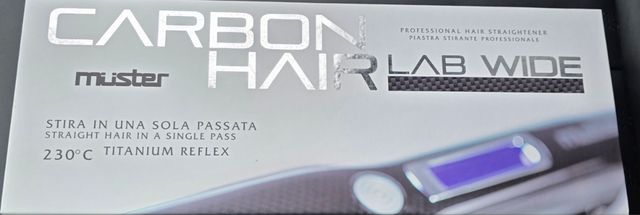 CARBON
HAIR
LAB WIDE
PROFESSIONAL HAIR STRAIGHTENER
PIASTRA STIRANTE PROFESSIONALE
müster
STIRA IN UNA SOLA PASSATA
STRAIGHT HAIR IN A SINGLE PASS
230°C TITANIUM REFLEX